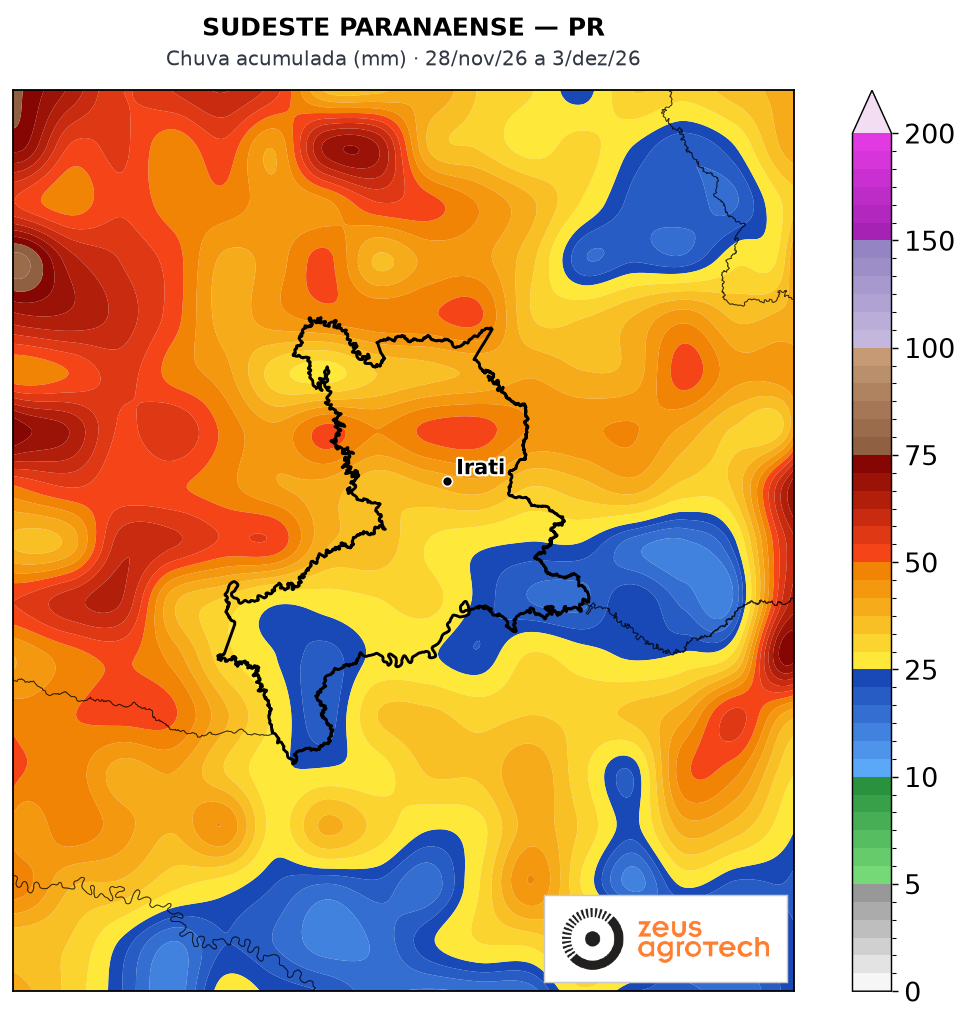 SUDESTE PARANAENSE — PR
Chuva acumulada (mm) · 28/nov/26 a 3/dez/26
200
150
100
75
50
25
10
5
0
Irati
zeus
agrotech